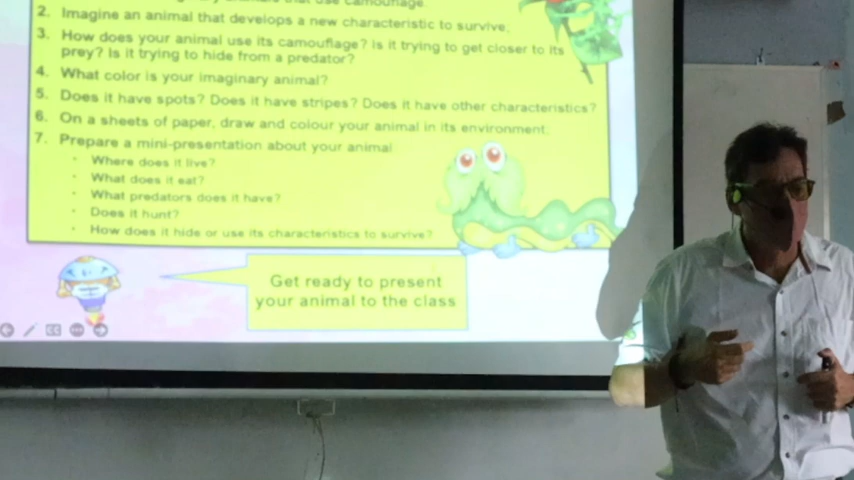 that use camouflage.
2. Imagine an animal that develops a new characteristic to survive.
3. How does your animal use its camouflage? Is it trying to get closer to its
prey? Is it trying to hide from a predator?
4. What color is your imaginary animal?
5. Does it have spots? Does it have stripes? Does it have other characteristics?
6. On a sheets of paper, draw and colour your animal in its environment.
7. Prepare a mini-presentation about your animal
• Where does it live?
• What does it eat?
• What predators does it have?
• Does it hunt?
• How does it hide or use its characteristics to survive?
Get ready to present
your animal to the class